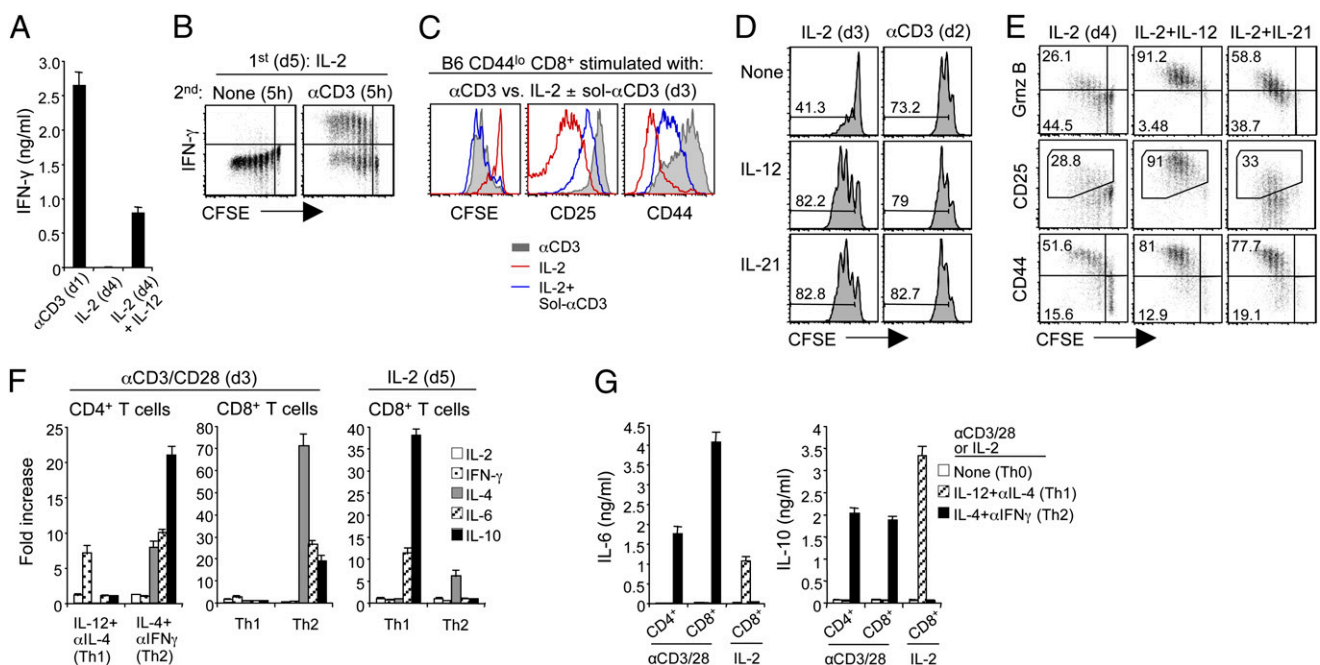 A
IFN-γ (ng/ml)
3.0
2.5
2.0
1.5
1.0
0.5
0
αCD3 (d1)
IL-2 (d4)
IL-2 (d4)
+ IL-12
B
1st (d5): IL-2
2nd: None (5h) αCD3 (5h)
IFN-γ
CFSE
C
B6 CD44lo CD8+ stimulated with:
αCD3 vs. IL-2 ± sol-αCD3 (d3)
CFSE CD25 CD44
αCD3
IL-2
IL-2+
Sol-αCD3
D
IL-2 (d3) αCD3 (d2)
None
41.3 73.2
IL-12
82.2 79
IL-21
82.8 82.7
CFSE
E
IL-2 (d4) IL-2+IL-12 IL-2+IL-21
Gmz B
26.1 91.2 58.8
44.5 3.48 38.7
CD25
28.8 91 33
CD44
51.6 81 77.7
15.6 12.9 19.1
CFSE
F
αCD3/CD28 (d3) IL-2 (d5)
CD4+ T cells CD8+ T cells CD8+ T cells
Fold increase
25
20
15
10
5
0
IL-12+
αIL-4
(Th1)
IL-4+
αIFNγ
(Th2)
80
70
60
50
40
30
20
10
0
Th1 Th2
40
35
30
25
20
15
10
5
0
Th1 Th2
IL-2
IFN-γ
IL-4
IL-6
IL-10
G
IL-6 (ng/ml)
4.5
4
3.5
3
2.5
2
1.5
1
0.5
0
CD4+ CD8+ CD8+
αCD3/28 IL-2
IL-10 (ng/ml)
4
3.5
3
2.5
2
1.5
1
0.5
0
CD4+ CD8+ CD8+
αCD3/28 IL-2
αCD3/28
or IL-2
None (Th0)
IL-12+αIL-4 (Th1)
IL-4+αIFNγ (Th2)